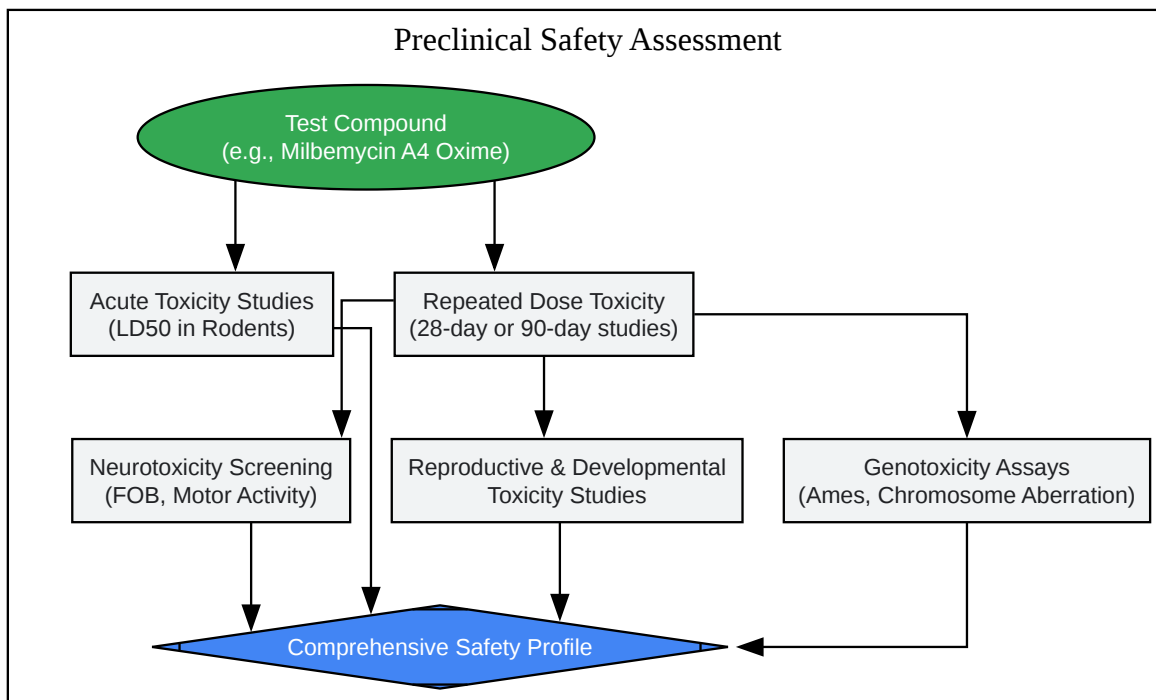 Preclinical Safety Assessment
Test Compound
(e.g., Milbemycin A4 Oxime)
Acute Toxicity Studies
(LD50 in Rodents)
Repeated Dose Toxicity
(28-day or 90-day studies)
Neurotoxicity Screening
(FOB, Motor Activity)
Reproductive & Developmental
Toxicity Studies
Genotoxicity Assays
(Ames, Chromosome Aberration)
Comprehensive Safety Profile